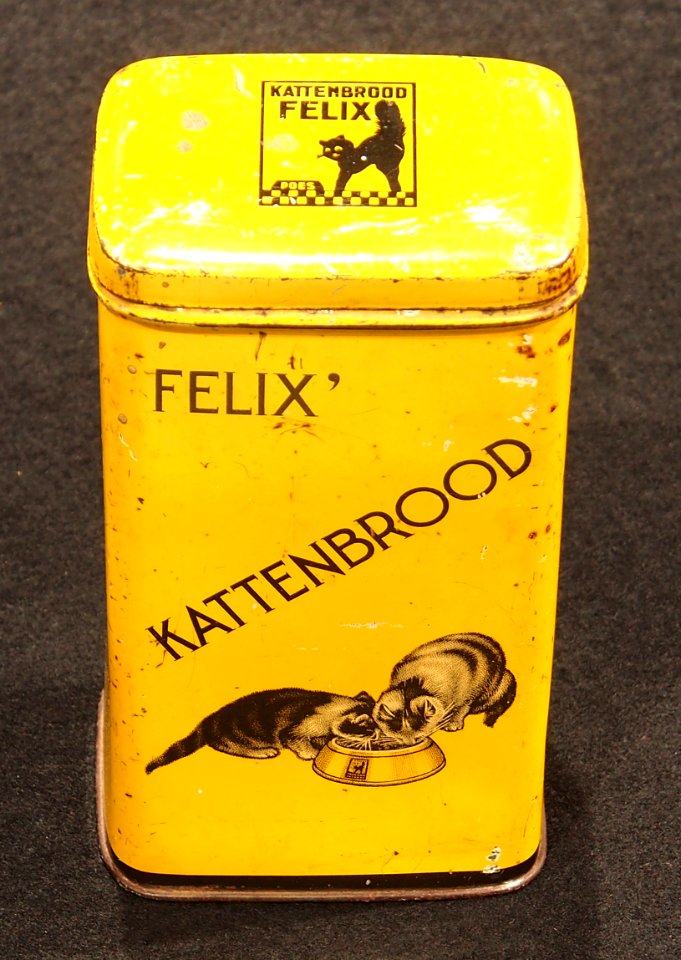 KATTENBROOD
FELIX
POES
FELIX’
KATTENBROOD